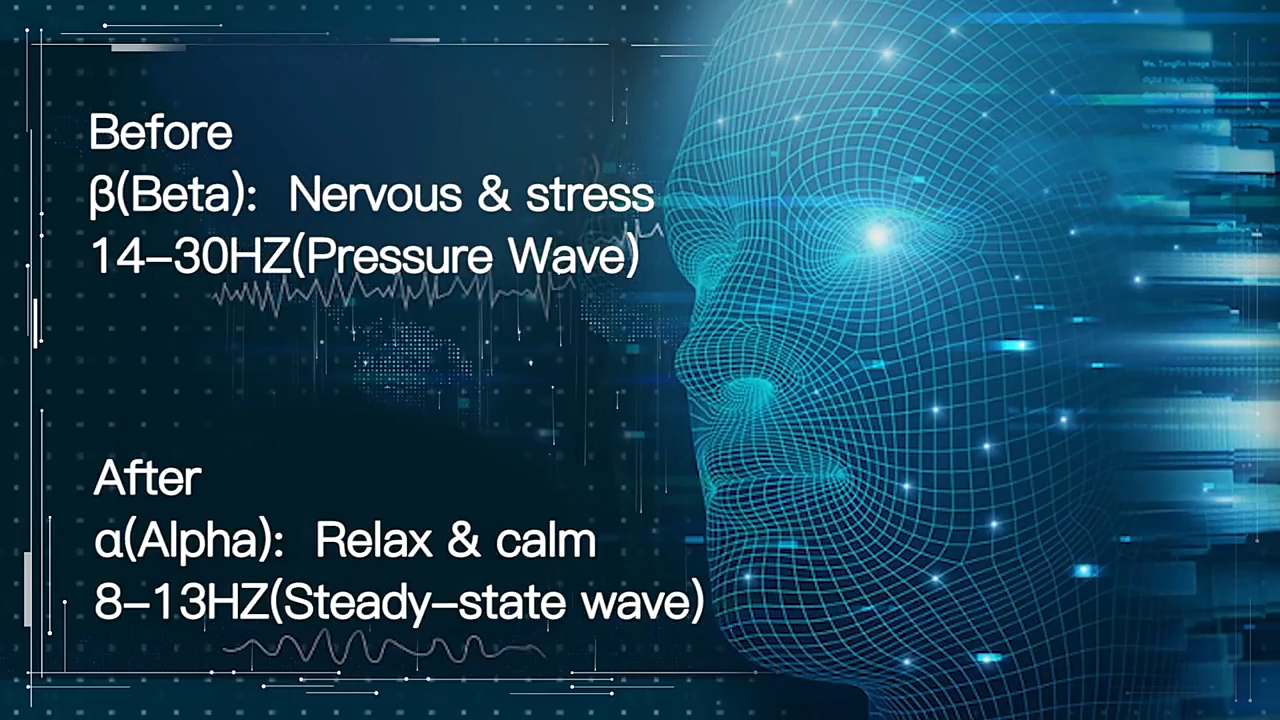 Before
β(Beta):  Nervous & stress
14–30HZ(Pressure Wave)
After
α(Alpha):  Relax & calm
8–13HZ(Steady–state wave)